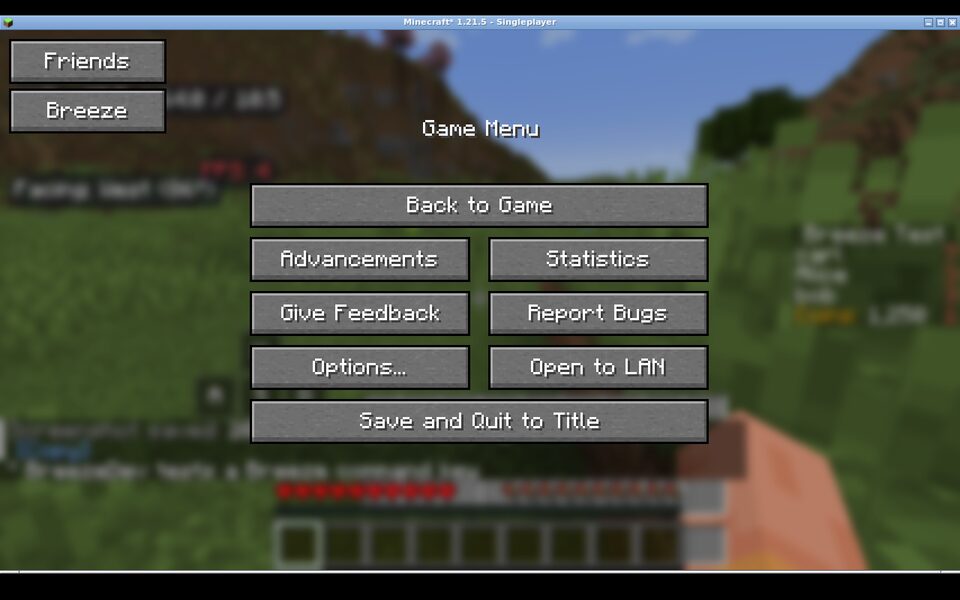 Minecraft* 1.21.5 - Singleplayer
Friends
Breeze
Game Menu
Back to Game
Advancements
Statistics
Give Feedback
Report Bugs
Options...
Open to LAN
Save and Quit to Title